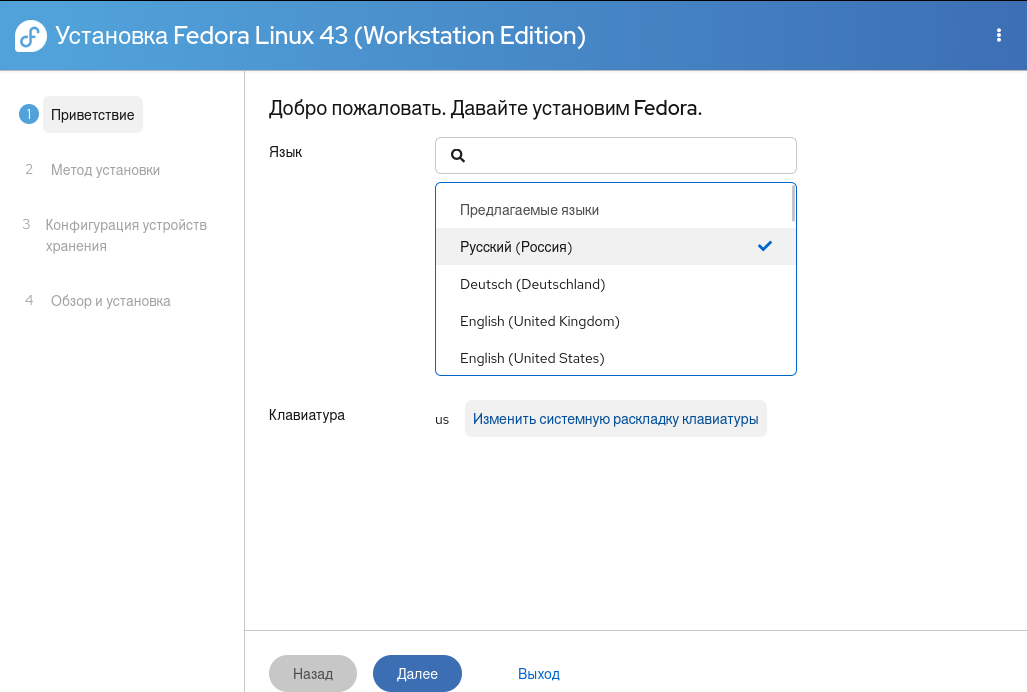 Установка Fedora Linux 43 (Workstation Edition)
1 Приветствие
2 Метод установки
3 Конфигурация устройств
хранения
4 Обзор и установка
Добро пожаловать. Давайте установим Fedora.
Язык
Предлагаемые языки
Русский (Россия)
Deutsch (Deutschland)
English (United Kingdom)
English (United States)
Клавиатура us Изменить системную раскладку клавиатуры
Назад Далее Выход